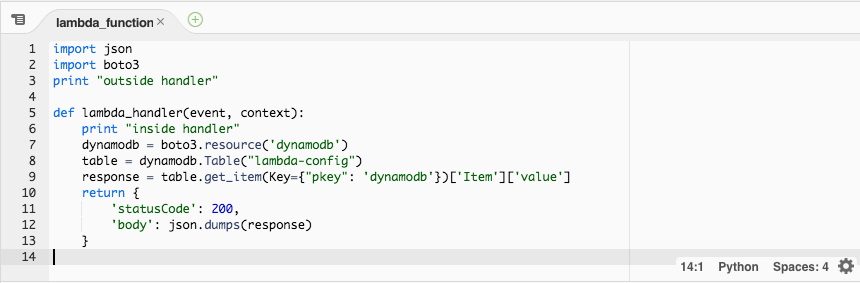 lambda_function
1 import json
2 import boto3
3 print "outside handler"
4
5 def lambda_handler(event, context):
6     print "inside handler"
7     dynamodb = boto3.resource('dynamodb')
8     table = dynamodb.Table("lambda-config")
9     response = table.get_item(Key={"pkey": 'dynamodb'})['Item']['value']
10     return {
11         'statusCode': 200,
12         'body': json.dumps(response)
13     }
14
14:1 Python Spaces: 4